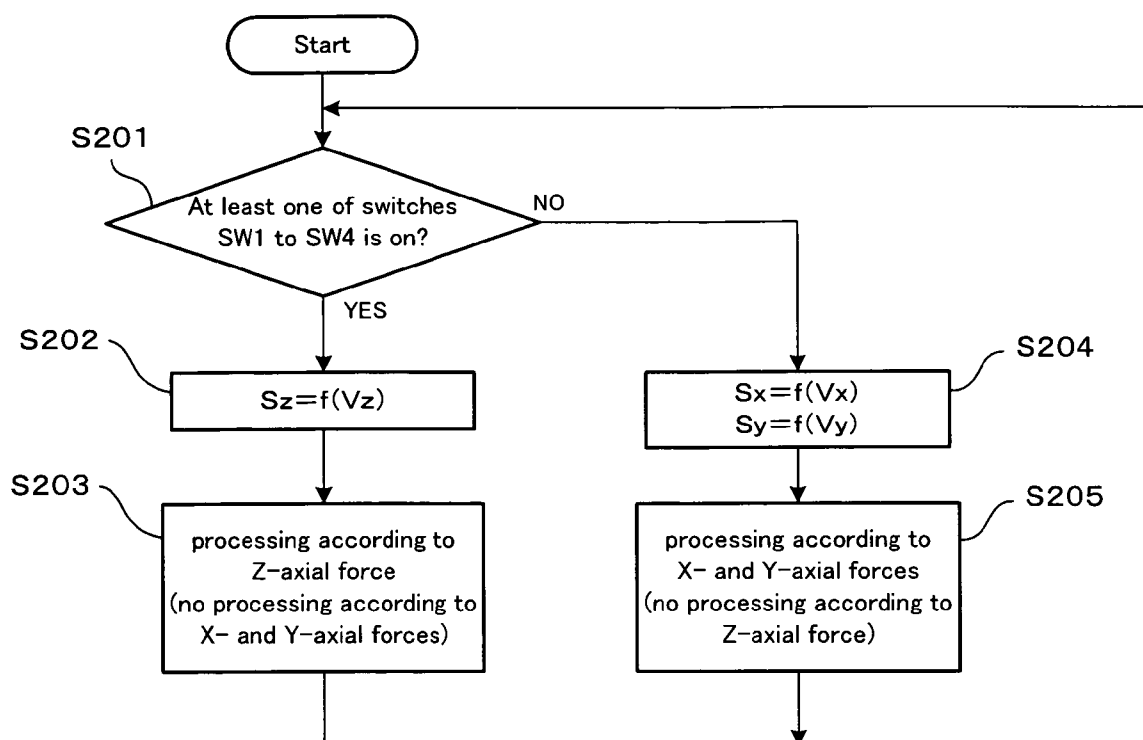 Start
S201
At least one of switches
SW1 to SW4 is on?
NO
YES
S202
Sz=f(Vz)
S204
Sx=f(Vx)
Sy=f(Vy)
S203
processing according to
Z-axial force
(no processing according to
X- and Y-axial forces)
S205
processing according to
X- and Y-axial forces
(no processing according to
Z-axial force)